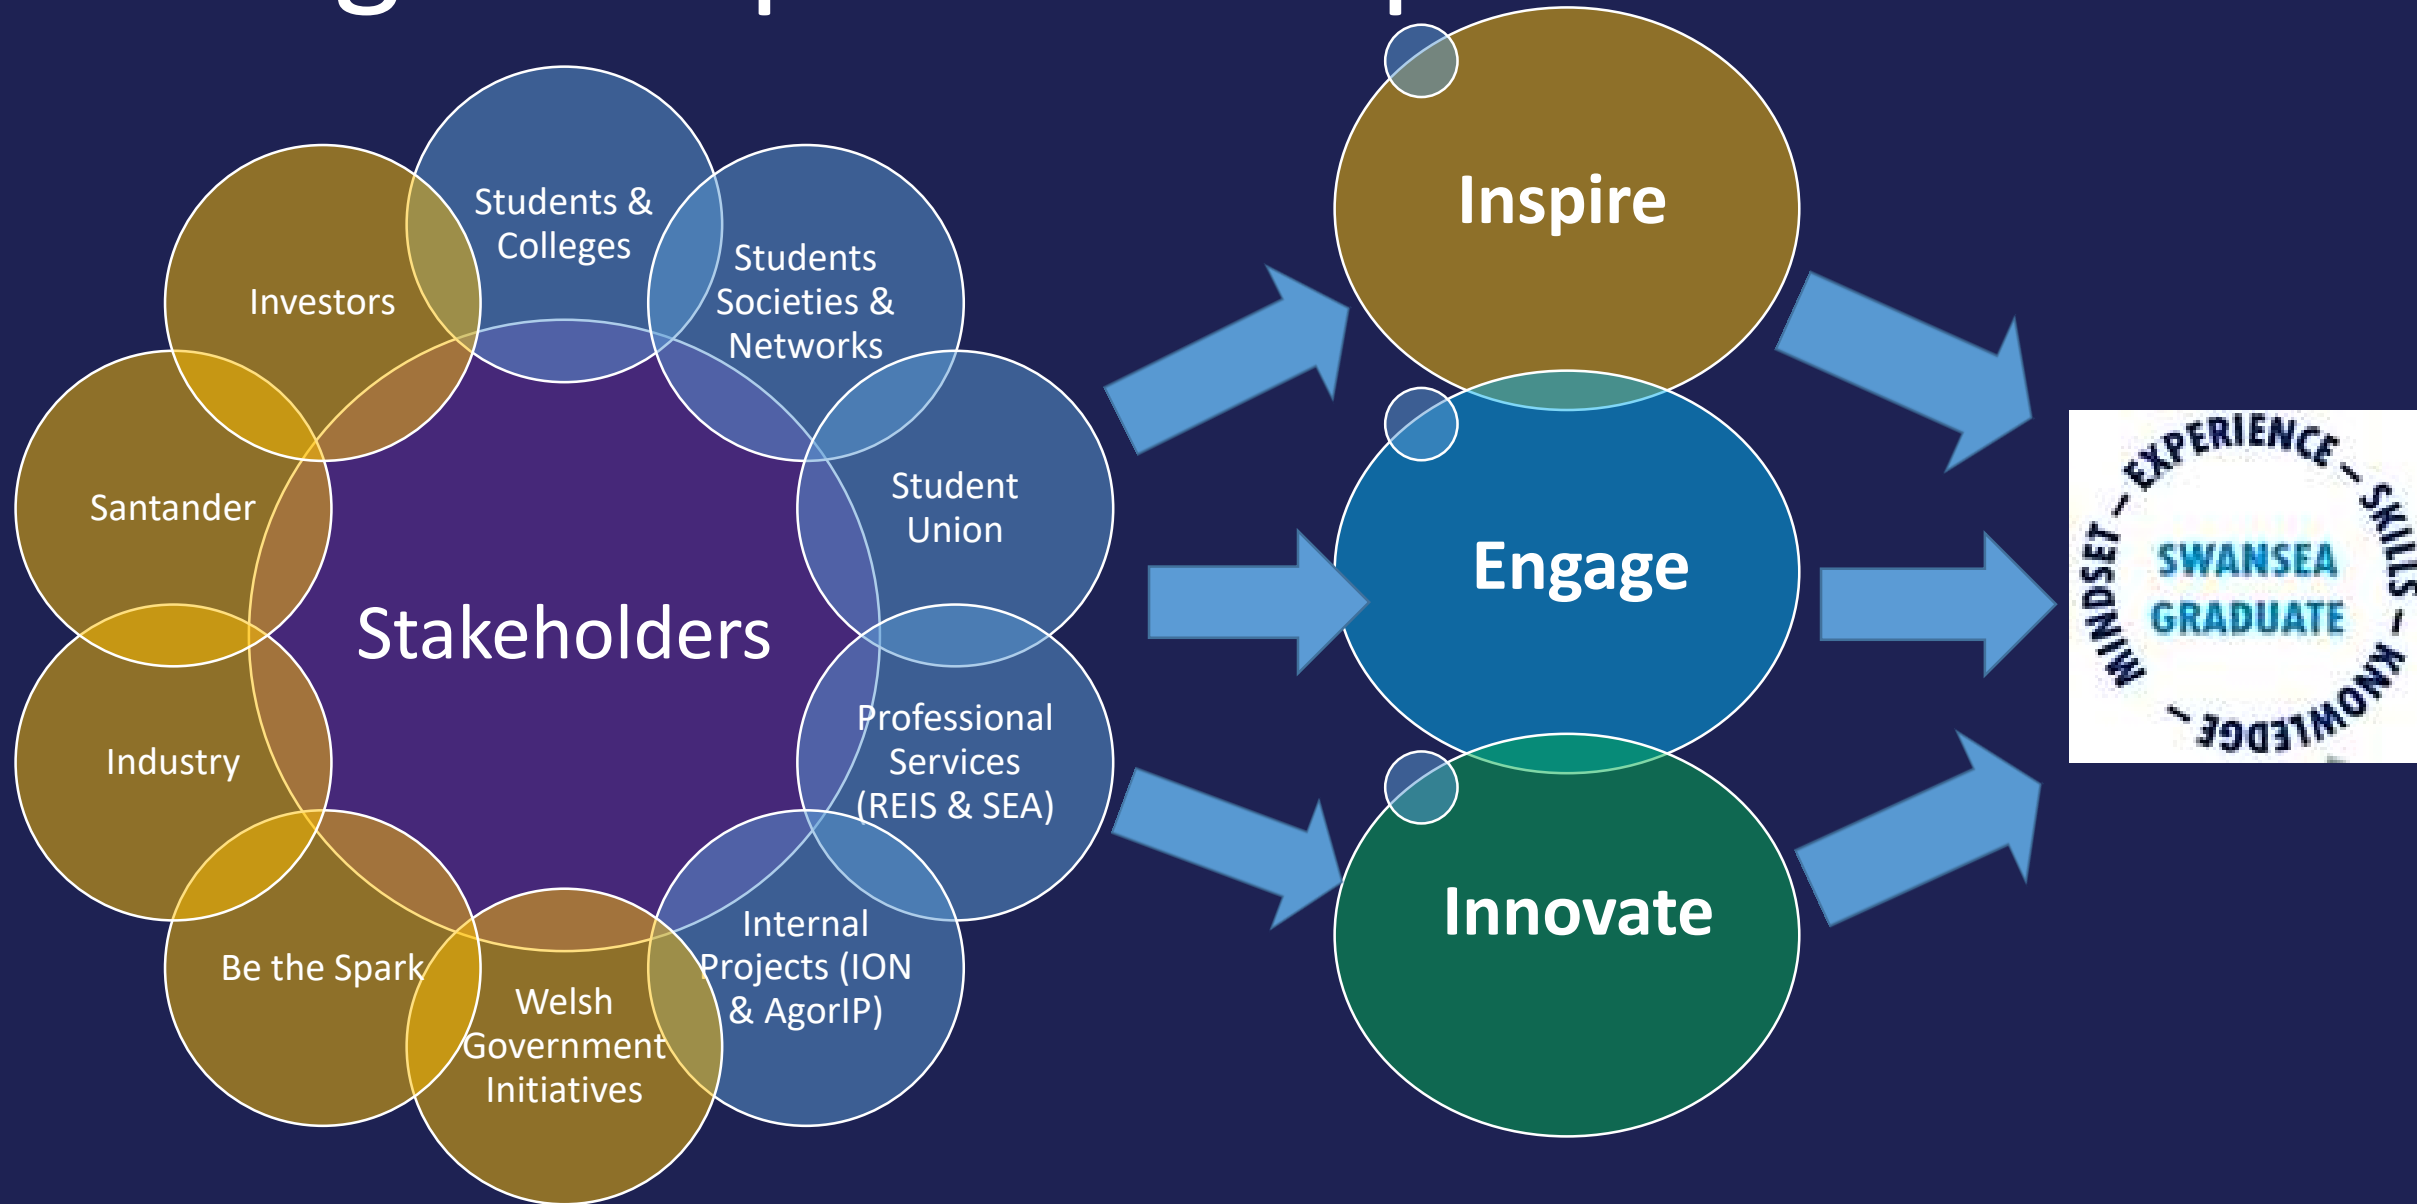 Students &
Colleges
Students
Societies &
Networks
Student
Union
Professional
Services
(REIS & SEA)
Internal
Projects (ION
& AgorIP)
Welsh
Government
Initiatives
Be the Spark
Industry
Santander
Investors
Stakeholders
Inspire
Engage
Innovate
MINDSET – EXPERIENCE – SKILLS – KNOWLEDGE –
SWANSEA
GRADUATE